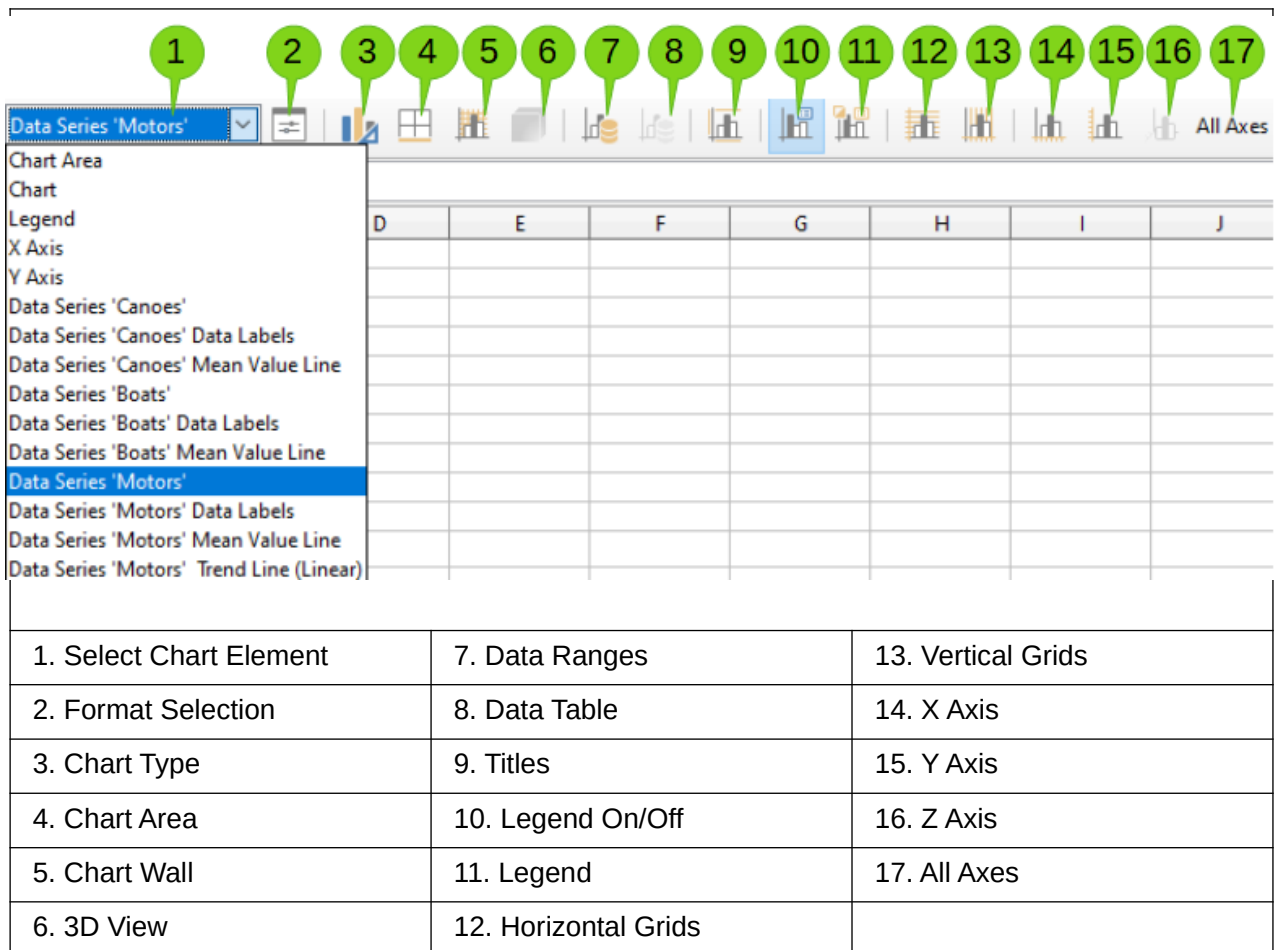 1 2 3 4 5 6 7 8 9 10 11 12 13 14 15 16 17
Data Series 'Motors' All Axes
Chart Area
Chart
Legend
X Axis
Y Axis
Data Series 'Canoes'
Data Series 'Canoes' Data Labels
Data Series 'Canoes' Mean Value Line
Data Series 'Boats'
Data Series 'Boats' Data Labels
Data Series 'Boats' Mean Value Line
Data Series 'Motors'
Data Series 'Motors' Data Labels
Data Series 'Motors' Mean Value Line
Data Series 'Motors' Trend Line (Linear)
D E F G H I J
1. Select Chart Element 7. Data Ranges 13. Vertical Grids
2. Format Selection 8. Data Table 14. X Axis
3. Chart Type 9. Titles 15. Y Axis
4. Chart Area 10. Legend On/Off 16. Z Axis
5. Chart Wall 11. Legend 17. All Axes
6. 3D View 12. Horizontal Grids